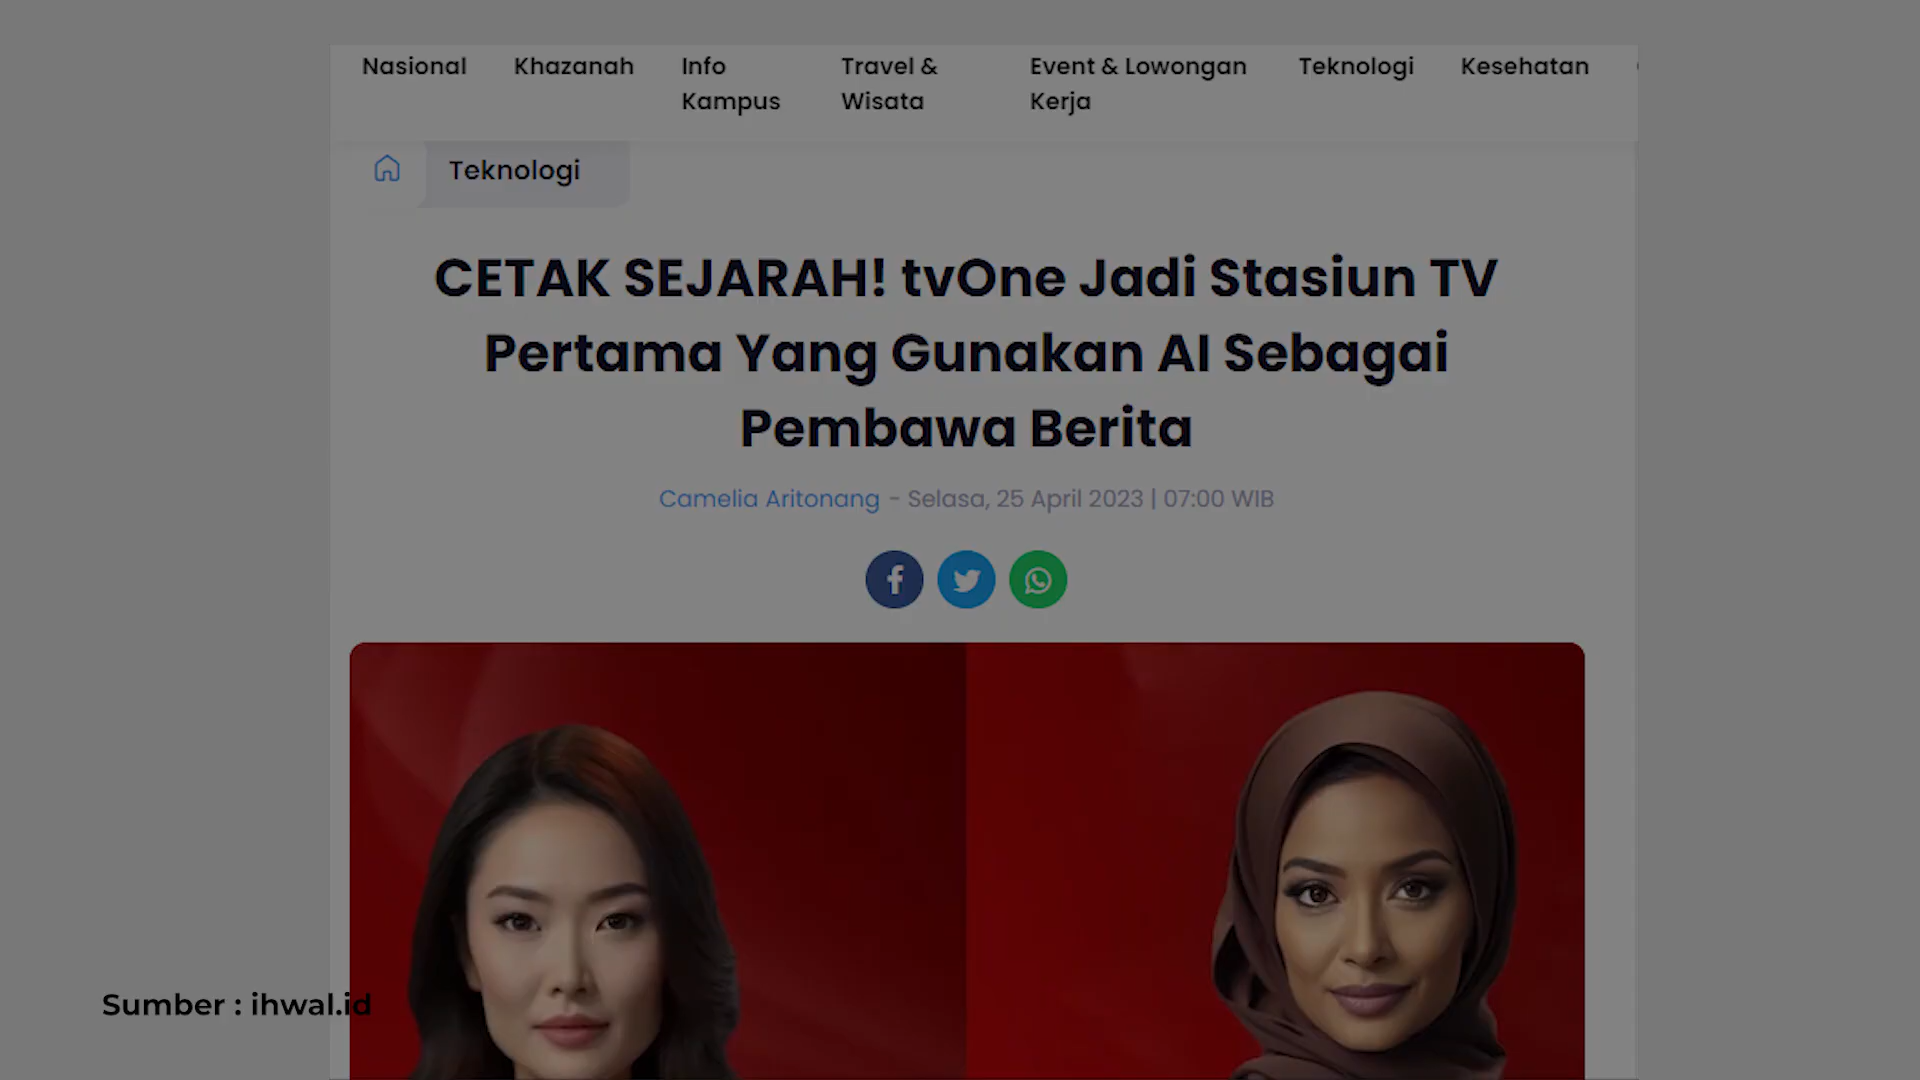 Nasional Khazanah Info Kampus Travel & Wisata Event & Lowongan Kerja Teknologi Kesehatan
Teknologi
CETAK SEJARAH! tvOne Jadi Stasiun TV
Pertama Yang Gunakan AI Sebagai
Pembawa Berita
Camelia Aritonang - Selasa, 25 April 2023 | 07:00 WIB
Sumber : ihwal.id